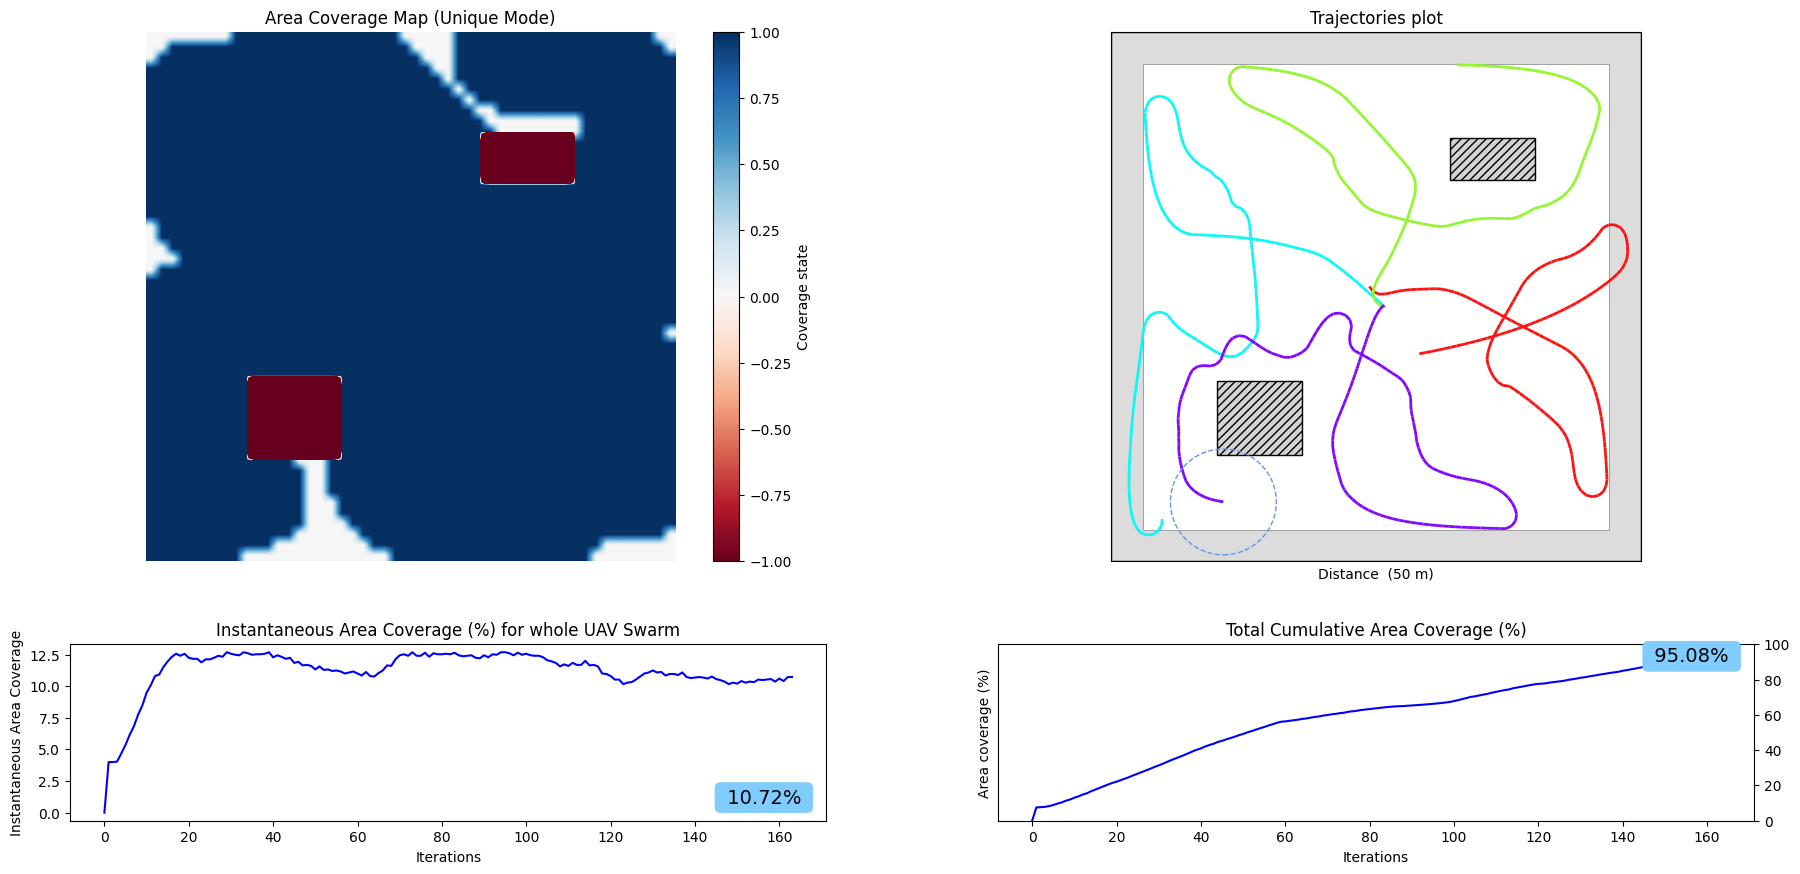 Area Coverage Map (Unique Mode)
1.00
0.75
0.50
0.25
0.00
−0.25
−0.50
−0.75
−1.00
Coverage state
Trajectories plot
Distance  (50 m)
Instantaneous Area Coverage (%) for whole UAV Swarm
Instantaneous Area Coverage
12.5
10.0
7.5
5.0
2.5
0.0
10.72%
0 20 40 60 80 100 120 140 160
Iterations
Total Cumulative Area Coverage (%)
Area coverage (%)
95.08%
100
80
60
40
20
0
0 20 40 60 80 100 120 140 160
Iterations